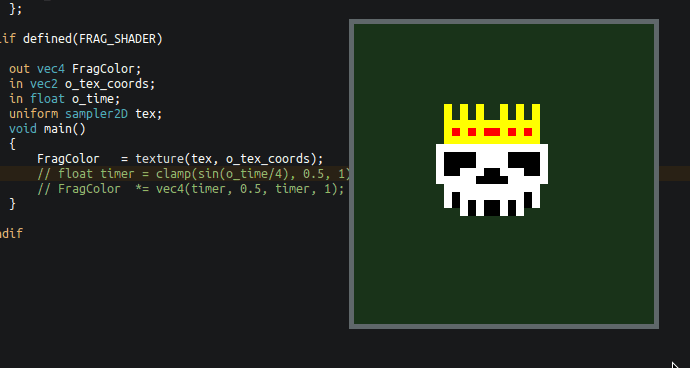 };
if defined(FRAG_SHADER)
out vec4 FragColor;
in vec2 o_tex_coords;
in float o_time;
uniform sampler2D tex;
void main()
{
FragColor   = texture(tex, o_tex_coords);
// float timer = clamp(sin(o_time/4), 0.5, 1)
// FragColor  *= vec4(timer, 0.5, timer, 1);
}
ndif